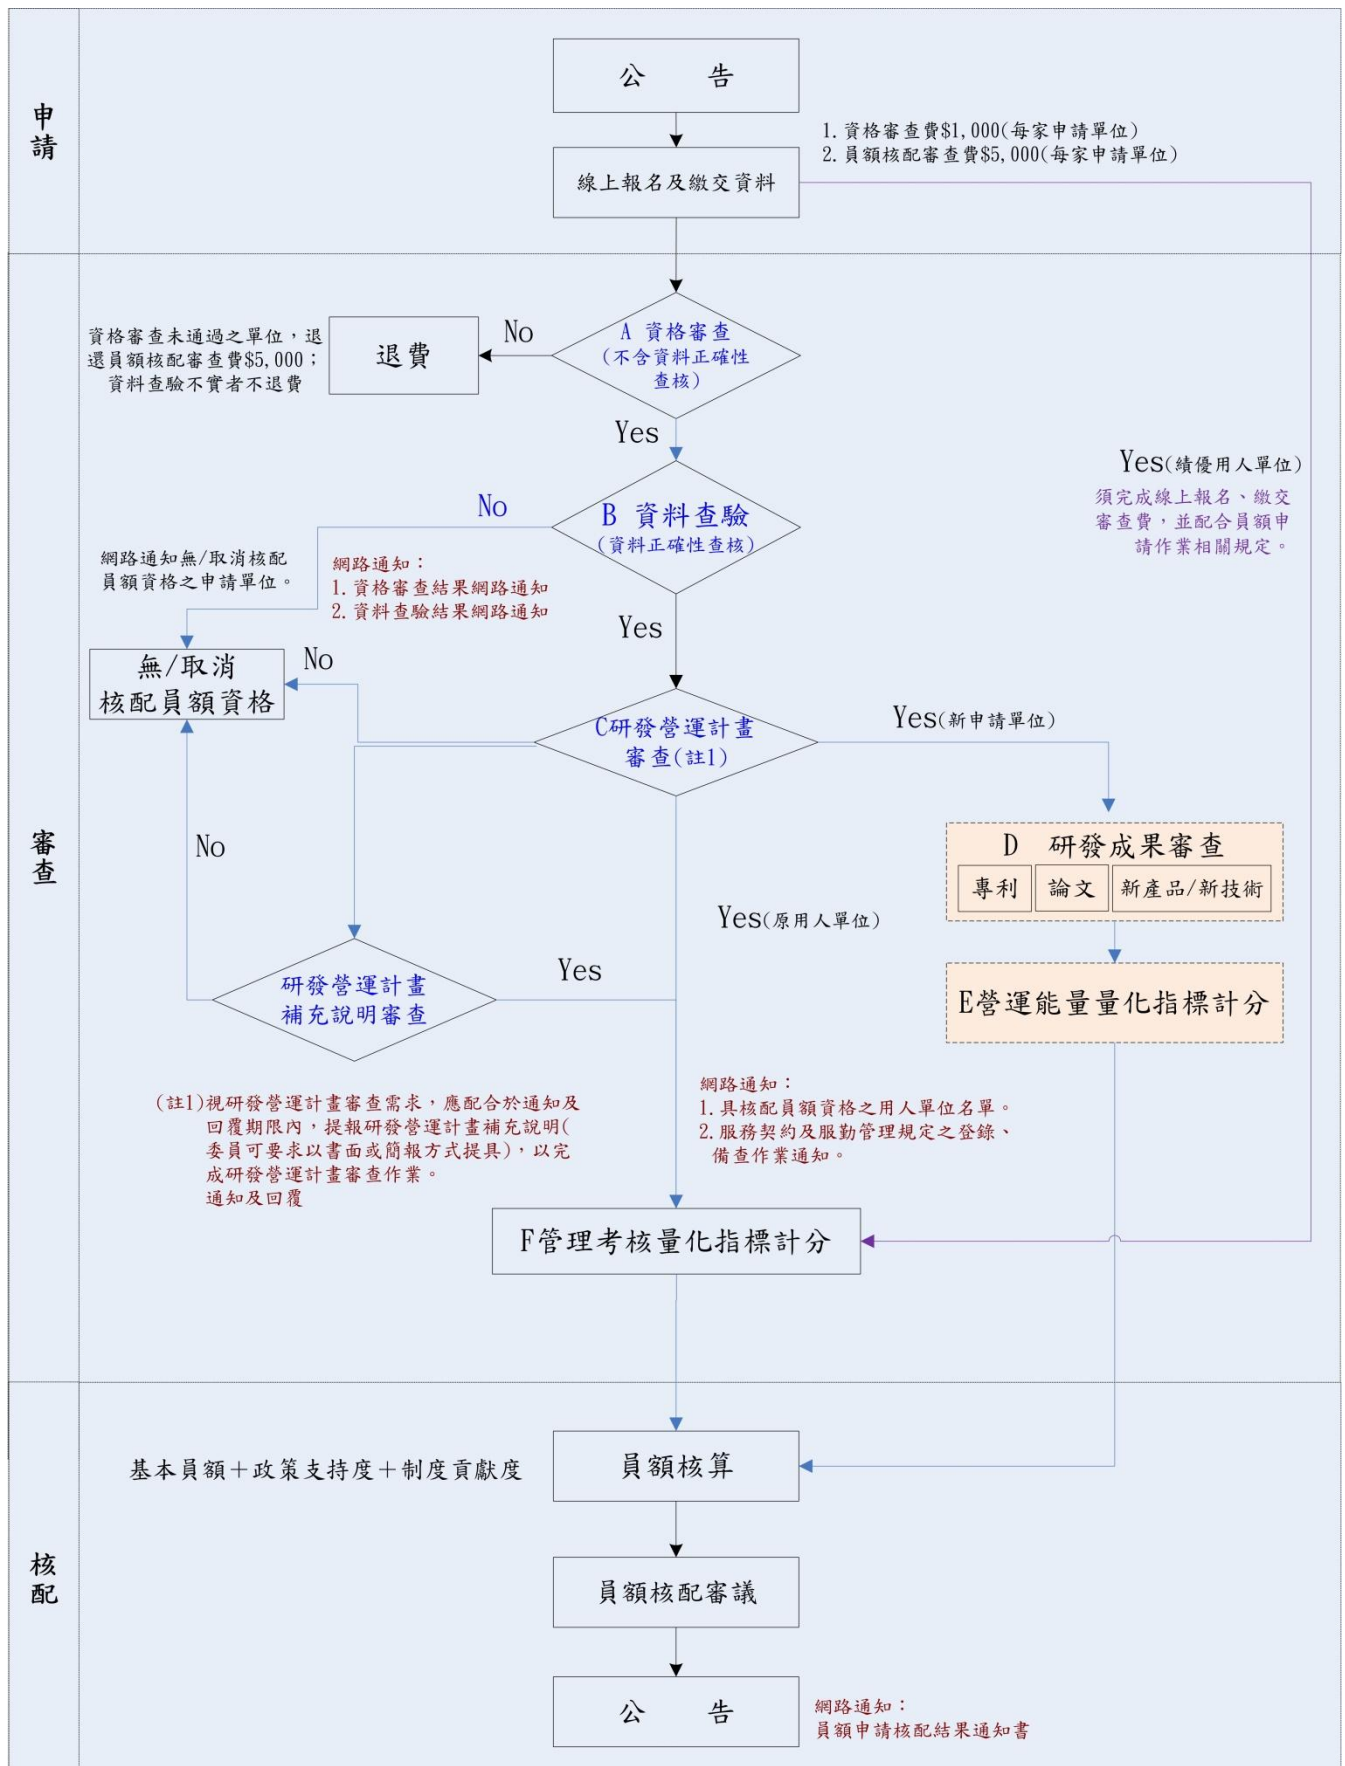 申
請
公 告
1. 資格審查費$1,000(每家申請單位)
2. 員額核配審查費$5,000(每家申請單位)
線上報名及繳交資料
審
查
A 資格審查
(不含資料正確性
查核)
No
退費
資格審查未通過之單位，退
還員額核配審查費$5,000；
資料查驗不實者不退費
Yes
B 資料查驗
(資料正確性查核)
No
Yes(績優用人單位)
須完成線上報名、繳交
審查費，並配合員額申
請作業相關規定。
網路通知無/取消核配
員額資格之申請單位。
網路通知：
1. 資格審查結果網路通知
2. 資料查驗結果網路通知
Yes
無/取消
核配員額資格
No
C研發營運計畫
審查(註1)
Yes(新申請單位)
D 研發成果審查
專利
論文
新產品/新技術
No
Yes(原用人單位)
研發營運計畫
補充說明審查
Yes
E營運能量量化指標計分
(註1)視研發營運計畫審查需求，應配合於通知及
回覆期限內，提報研發營運計畫補充說明(
委員可要求以書面或簡報方式提具)，以完
成研發營運計畫審查作業。
通知及回覆
網路通知：
1. 具核配員額資格之用人單位名單。
2. 服務契約及服勤管理規定之登錄、
備查作業通知。
F管理考核量化指標計分
核
配
基本員額＋政策支持度＋制度貢獻度
員額核算
員額核配審議
公 告
網路通知：
員額申請核配結果通知書